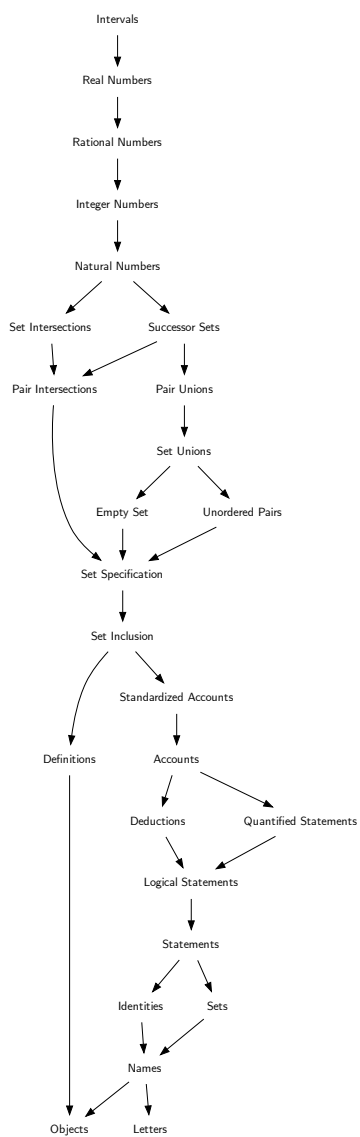 Intervals
Real Numbers
Rational Numbers
Integer Numbers
Natural Numbers
Set Intersections
Successor Sets
Pair Intersections
Pair Unions
Set Unions
Empty Set
Unordered Pairs
Set Specification
Set Inclusion
Standardized Accounts
Definitions
Accounts
Deductions
Quantified Statements
Logical Statements
Statements
Identities
Sets
Names
Objects
Letters